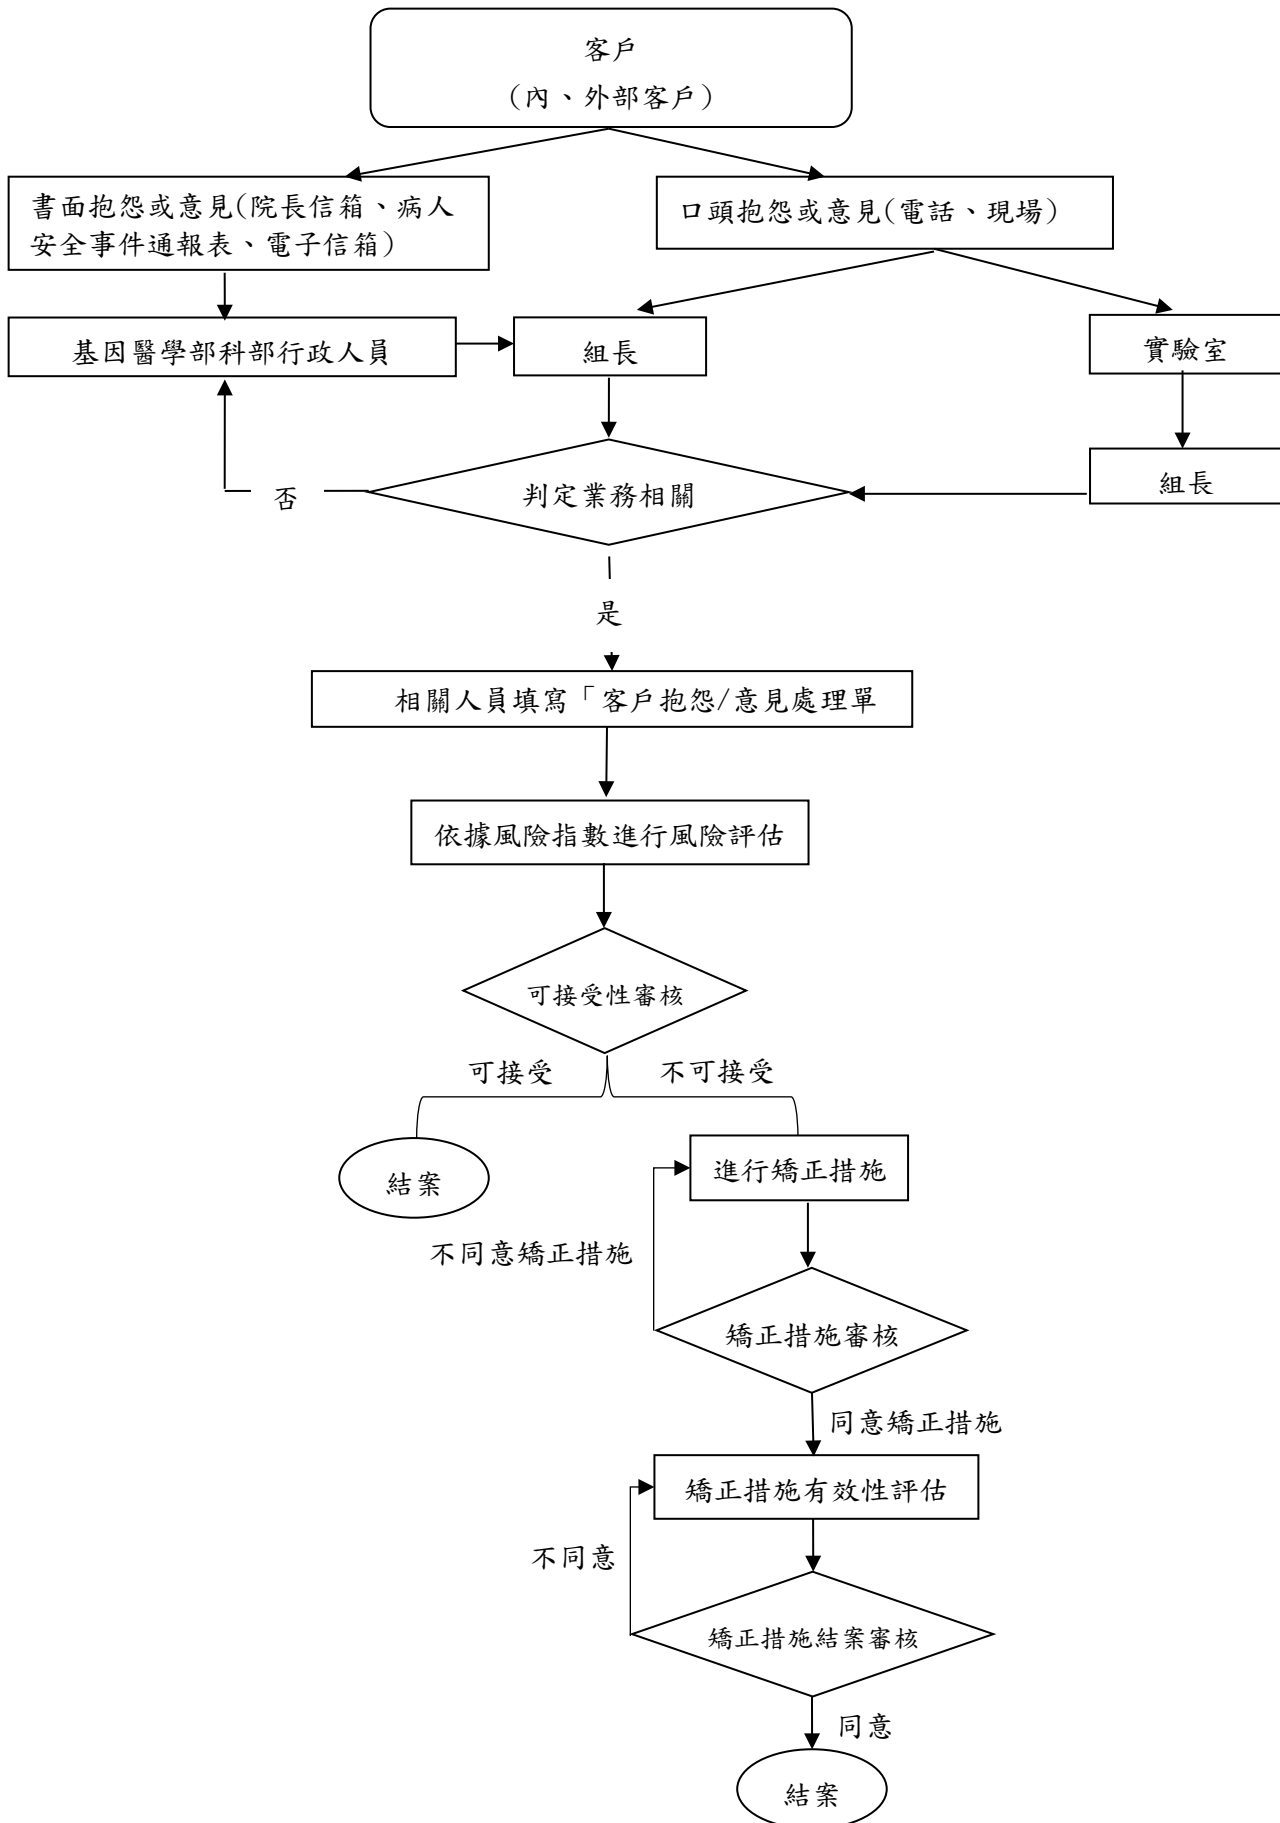 客戶
(內、外部客戶)
書面抱怨或意見(院長信箱、病人
安全事件通報表、電子信箱)
口頭抱怨或意見(電話、現場)
基因醫學部科部行政人員
組長
實驗室
判定業務相關
否
組長
是
相關人員填寫「客戶抱怨/意見處理單
依據風險指數進行風險評估
可接受性審核
可接受
不可接受
結案
進行矯正措施
不同意矯正措施
矯正措施審核
同意矯正措施
矯正措施有效性評估
不同意
矯正措施結案審核
同意
結案